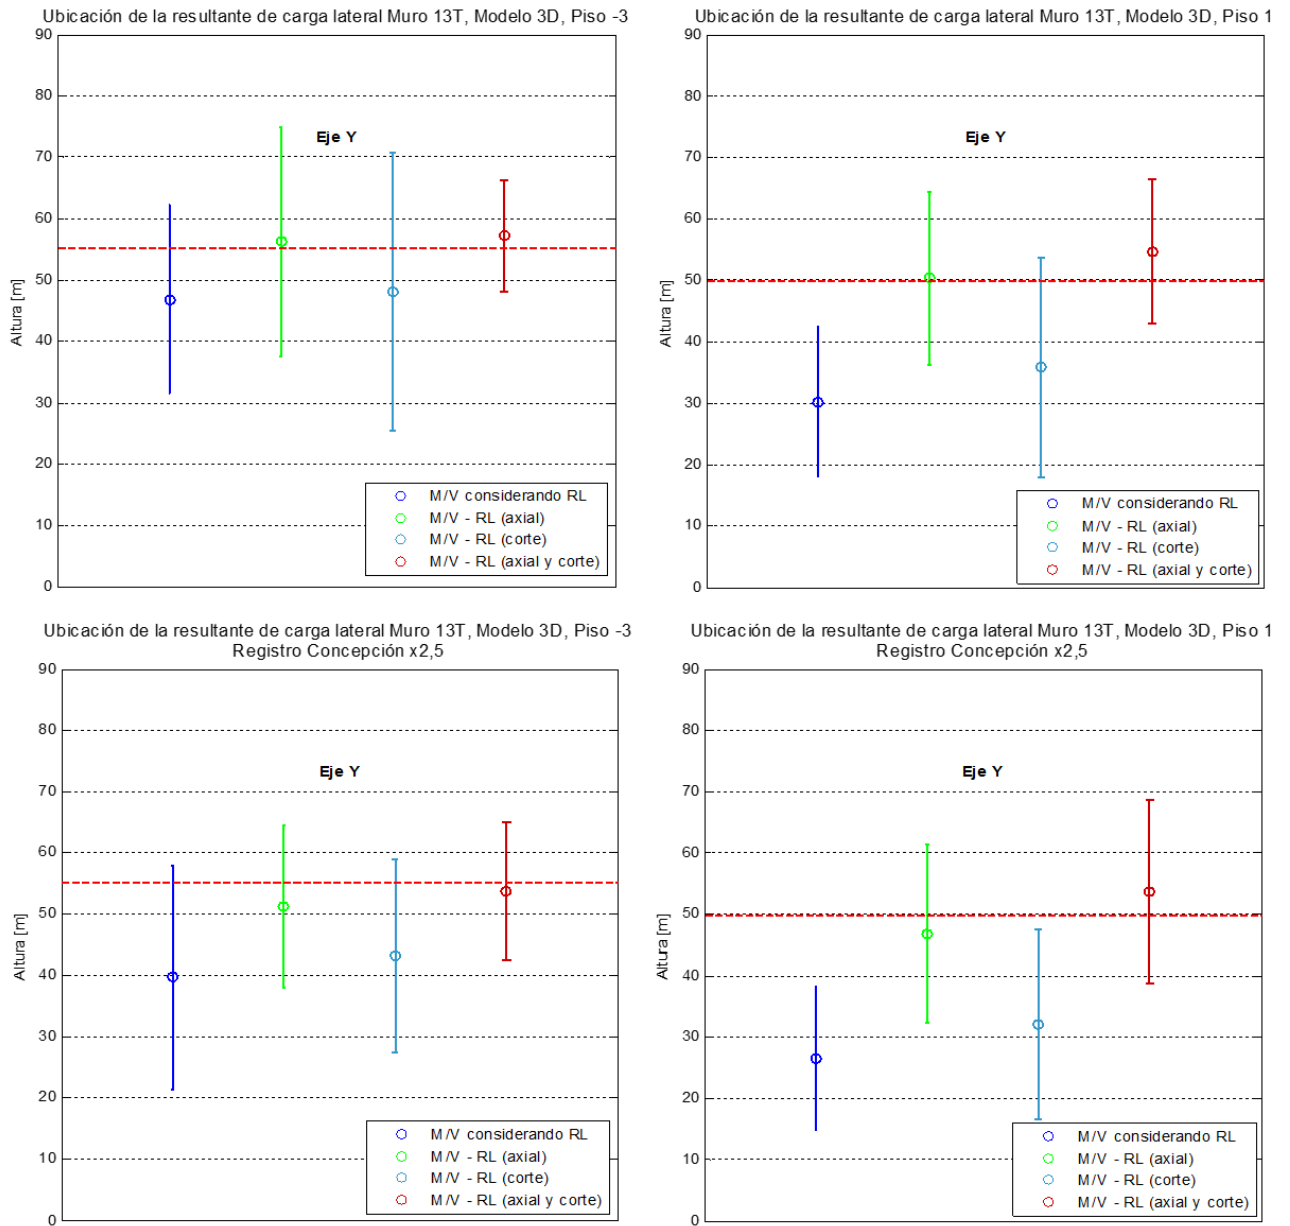 Ubicación de la resultante de carga lateral Muro 13T, Modelo 3D, Piso -3
90
80
70
60
50
40
30
20
10
0
Altura [m]
Eje Y
M/V considerando RL
M/V - RL (axial)
M/V - RL (corte)
M/V - RL (axial y corte)
Ubicación de la resultante de carga lateral Muro 13T, Modelo 3D, Piso 1
90
80
70
60
50
40
30
20
10
0
Altura [m]
Eje Y
M/V considerando RL
M/V - RL (axial)
M/V - RL (corte)
M/V - RL (axial y corte)
Ubicación de la resultante de carga lateral Muro 13T, Modelo 3D, Piso -3
Registro Concepción x2,5
90
80
70
60
50
40
30
20
10
0
Altura [m]
Eje Y
M/V considerando RL
M/V - RL (axial)
M/V - RL (corte)
M/V - RL (axial y corte)
Ubicación de la resultante de carga lateral Muro 13T, Modelo 3D, Piso 1
Registro Concepción x2,5
90
80
70
60
50
40
30
20
10
0
Altura [m]
Eje Y
M/V considerando RL
M/V - RL (axial)
M/V - RL (corte)
M/V - RL (axial y corte)